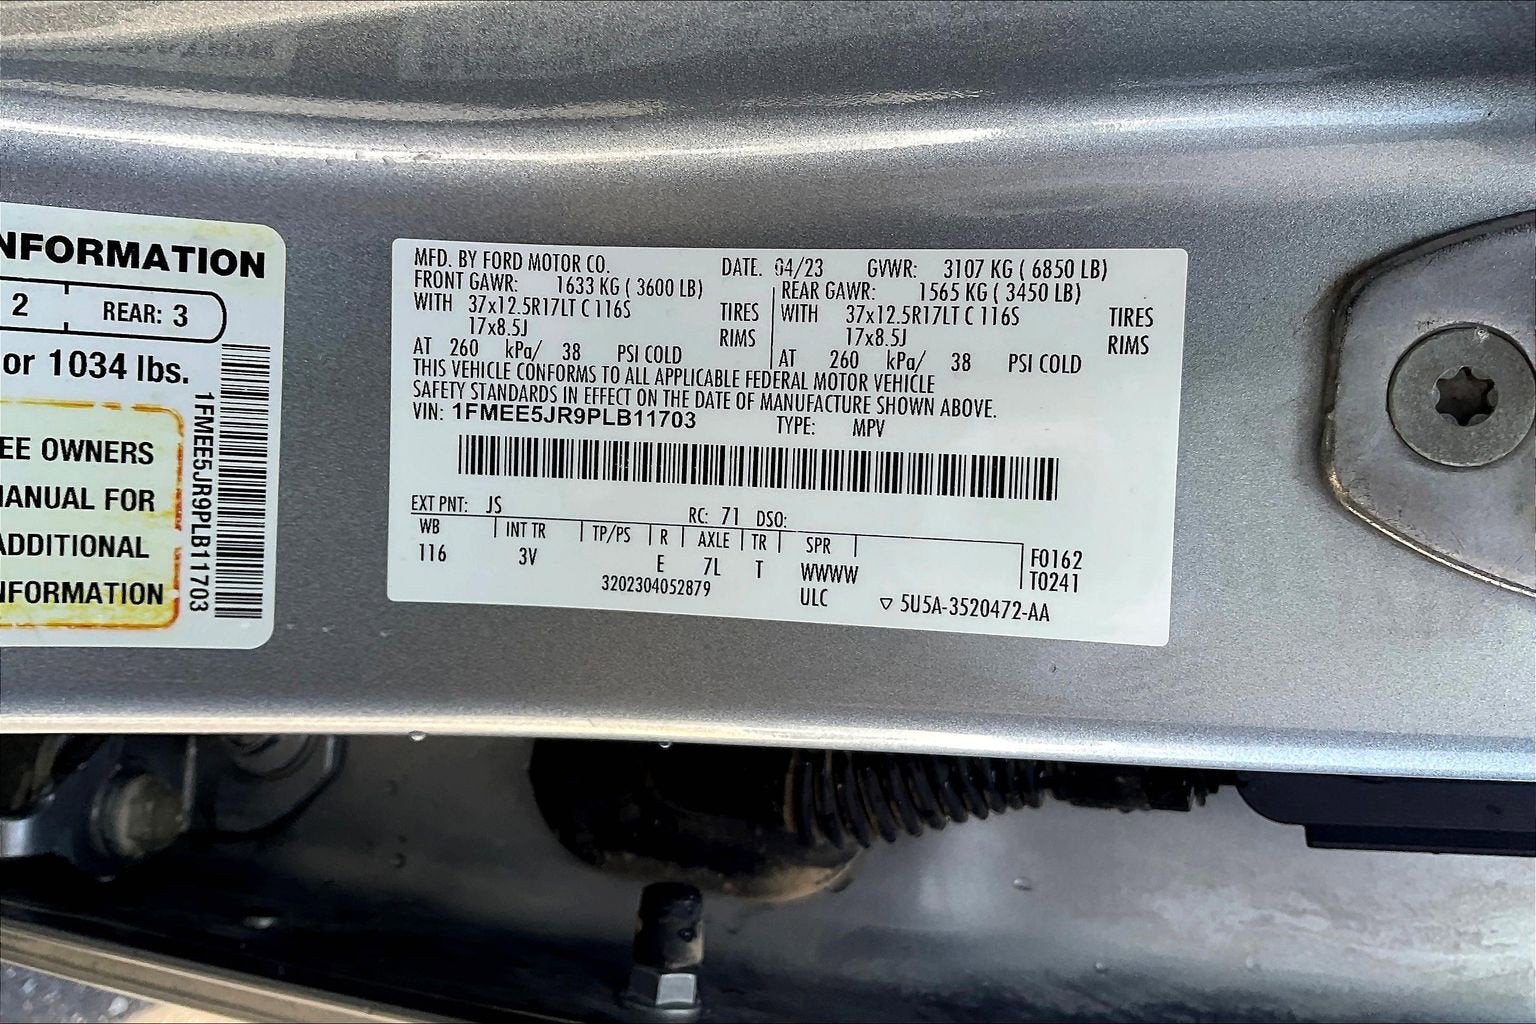 NFORMATION
2 REAR: 3
or 1034 lbs.
EE OWNERS
ANUAL FOR
ADDITIONAL
NFORMATION
1FMEE5JR9PLB11703
MFD. BY FORD MOTOR CO. DATE. 04/23 GVWR: 3107 KG ( 6850 LB)
FRONT GAWR: 1633 KG ( 3600 LB) REAR GAWR: 1565 KG ( 3450 LB)
WITH 37x12.5R17LT C 116S TIRES WITH 37x12.5R17LT C 116S TIRES
17x8.5J RIMS 17x8.5J RIMS
AT 260 kPa/ 38 PSI COLD AT 260 kPa/ 38 PSI COLD
THIS VEHICLE CONFORMS TO ALL APPLICABLE FEDERAL MOTOR VEHICLE
SAFETY STANDARDS IN EFFECT ON THE DATE OF MANUFACTURE SHOWN ABOVE.
VIN: 1FMEE5JR9PLB11703 TYPE: MPV
EXT PNT: JS RC: 71 DSO:
WB INT TR TP/PS R AXLE TR SPR
116 3V E 7L T WWWW F0162
3202304052879 ULC T0241
▽ 5U5A-3520472-AA